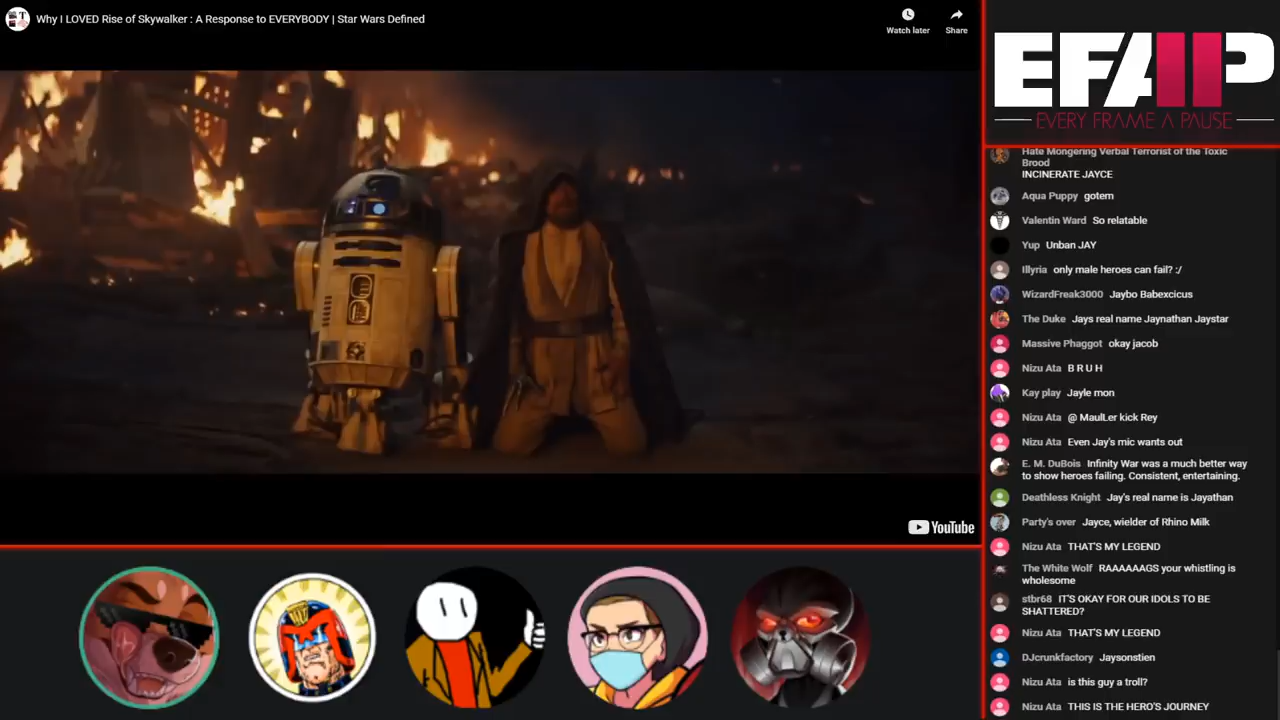 Why I LOVED Rise of Skywalker : A Response to EVERYBODY | Star Wars Defined
Watch later
Share
YouTube
EFAP
EVERY FRAME A PAUSE
Hate Mongering Verbal Terrorist of the Toxic
Brood
INCINERATE JAYCE
Aqua Puppy gotem
Valentin Ward So relatable
Yup Unban JAY
Illyria only male heroes can fail? :/
WizardFreak3000 Jaybo Babexcicus
The Duke Jays real name Jaynathan Jaystar
Massive Phaggot okay jacob
Nizu Ata B R U H
Kay play Jayle mon
Nizu Ata @ MauLer kick Rey
Nizu Ata Even Jay's mic wants out
E. M. DuBois Infinity War was a much better way
to show heroes failing. Consistent, entertaining.
Deathless Knight Jay's real name is Jayathan
Party's over Jayce, wielder of Rhino Milk
Nizu Ata THAT'S MY LEGEND
The White Wolf RAAAAAGS your whistling is
wholesome
stbr68 IT'S OKAY FOR OUR IDOLS TO BE
SHATTERED?
Nizu Ata THAT'S MY LEGEND
DJcrunkfactory Jaysonstien
Nizu Ata is this guy a troll?
Nizu Ata THIS IS THE HERO'S JOURNEY